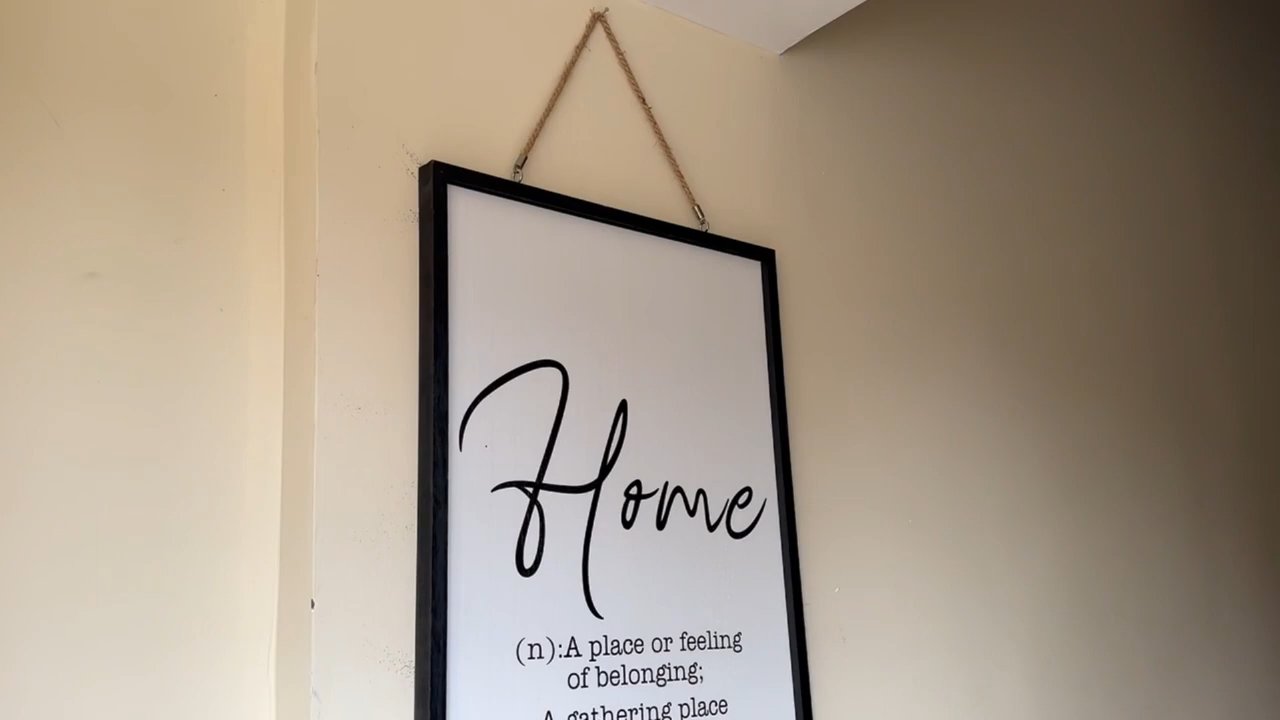 Home
(n):A place or feeling
of belonging;
A gathering place